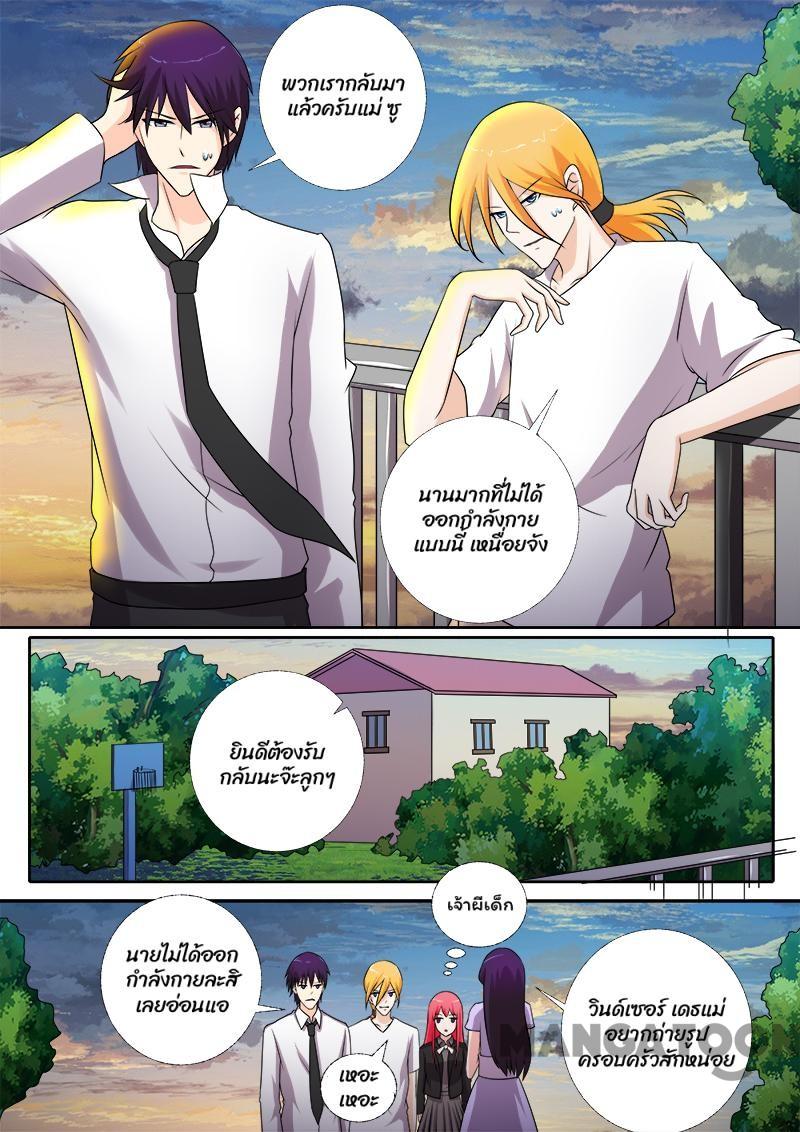 พวกเรากลับมา
แล้วครับแม่ ซู
นานมากที่ไม่ได้
ออกกำลังกาย
แบบนี้ เหนื่อยจัง
ยินดีต้องรับ
กลับนะจ๊ะลูกๆ
เจ้าผีเด็ก
นายไม่ได้ออก
กำลังกายละสิ
เลยอ่อนแอ
วินด์เซอร์ เดธแม่
อยากถ่ายรูป
ครอบครัวสักหน่อย
เหอะ
เหอะ
MANGATOON